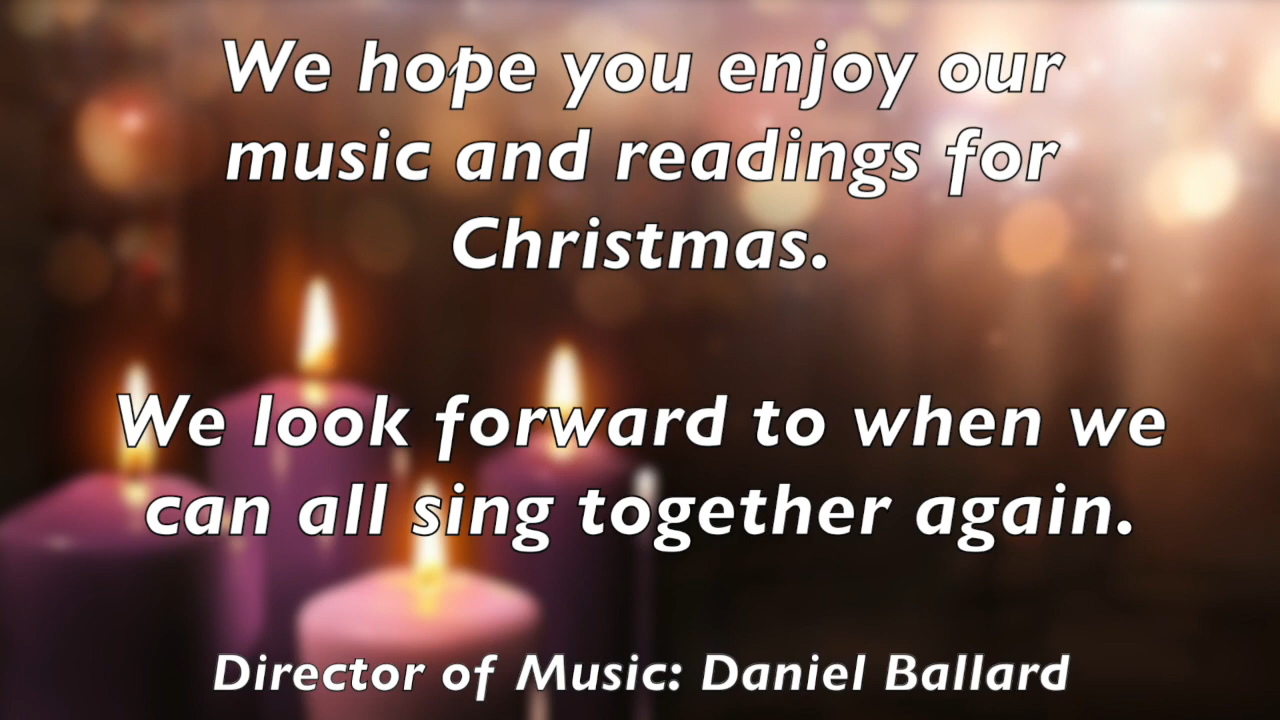 We hope you enjoy our
music and readings for
Christmas.
We look forward to when we
can all sing together again.
Director of Music: Daniel Ballard